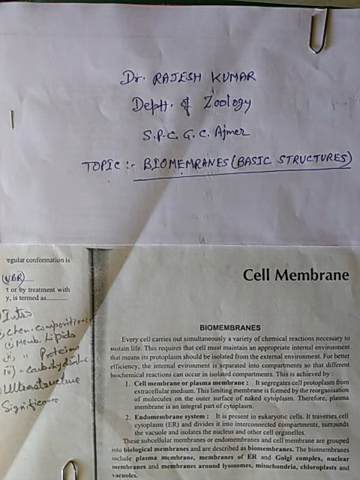 Dr. RAJESH KUMAR
Deptt. of Zoology
S.P.C. G.C. Ajmer
TOPIC :- BIOMEMRANES (BASIC STRUCTURES)
vgular conformation is
(UBR)
t or by treatment with
y, is termed as............
Intro
Chem. composition
(i) Memb. Lipids
ii) " Protein
iii) " Carbohydrate
Ultrastructure
Significance
Cell Membrane
BIOMEMBRANES
Every cell carries out simultaneously a variety of chemical reactions necessary to
sustain life. This requires that cell must maintain an appropriate internal environment
that means its protoplasm should be isolated from the external environment. For better
efficiency, the internal evironment is separated into compartments so that different
biochemical reactions can occur in isolated compartments. This is achieved by :
1. Cell membrane or plasma membrane : It segregates cell protoplasm from
extracellular medium. This limiting membrane is formed by the reorganisation
of molecules on the outer surface of naked cytoplasm. Therefore, plasma
membrane is an integral part of cytoplasm.
2. Endomembrane system : It is present in eukaryotic cells. It traverses cell
cytoplasm (ER) and divides it into interconnected compartments, surrounds
the vacuole and isolates the nucleus and other cell organelles.
These subcellular membranes or endomembranes and cell membrane are grouped
into biological membranes and are described as biomembranes. The biomembranes
include plasma membrane, membranes of ER and Golgi complex, nuclear
membranes and membranes around lysosomes, mitochondria, chloroplasts and
vacuoles.